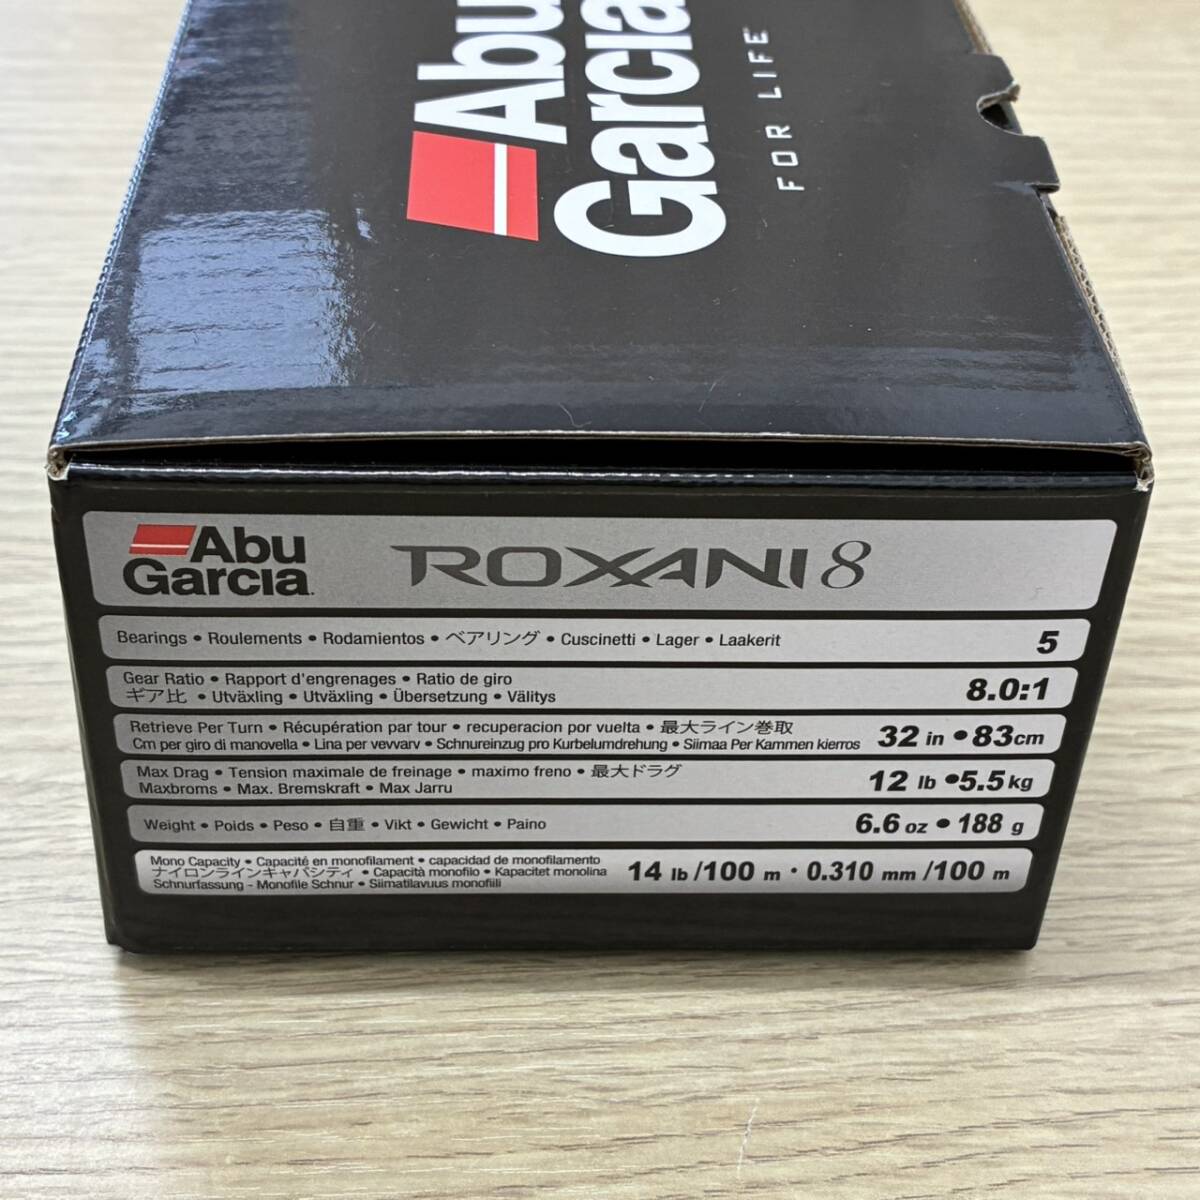 Abu
Garcia
FOR LIFE
Abu
Garcia.
ROXANI 8
Bearings • Roulements • Rodamientos • ベアリング • Cuscinetti • Lager • Laakerit
5
Gear Ratio • Rapport d'engrenages • Ratio de giro
ギア比 • Utväxling • Utväxling • Übersetzung • Välitys
8.0:1
Retrieve Per Turn • Récupération par tour • recuperacion por vuelta • 最大ライン巻取
Cm per giro di manovella • Lina per vevvarv • Schnureinzug pro Kurbelumdrehung • Siimaa Per Kammen kierros
32 in • 83cm
Max Drag • Tension maximale de freinage • maximo freno • 最大ドラグ
Maxbroms • Max. Bremskraft • Max Jarru
12 lb •5.5kg
Weight • Poids • Peso • 自重 • Vikt • Gewicht • Paino
6.6 oz • 188 g
Mono Capacity • Capacité en monofilament • capacidad de monofilamento
ナイロンラインキャパシティ • Capacità monofilo • Kapacitet monolina
Schnurfassung - Monofile Schnur • Siimatilavuus monofiili
14 lb/100 m · 0.310 mm/100 m